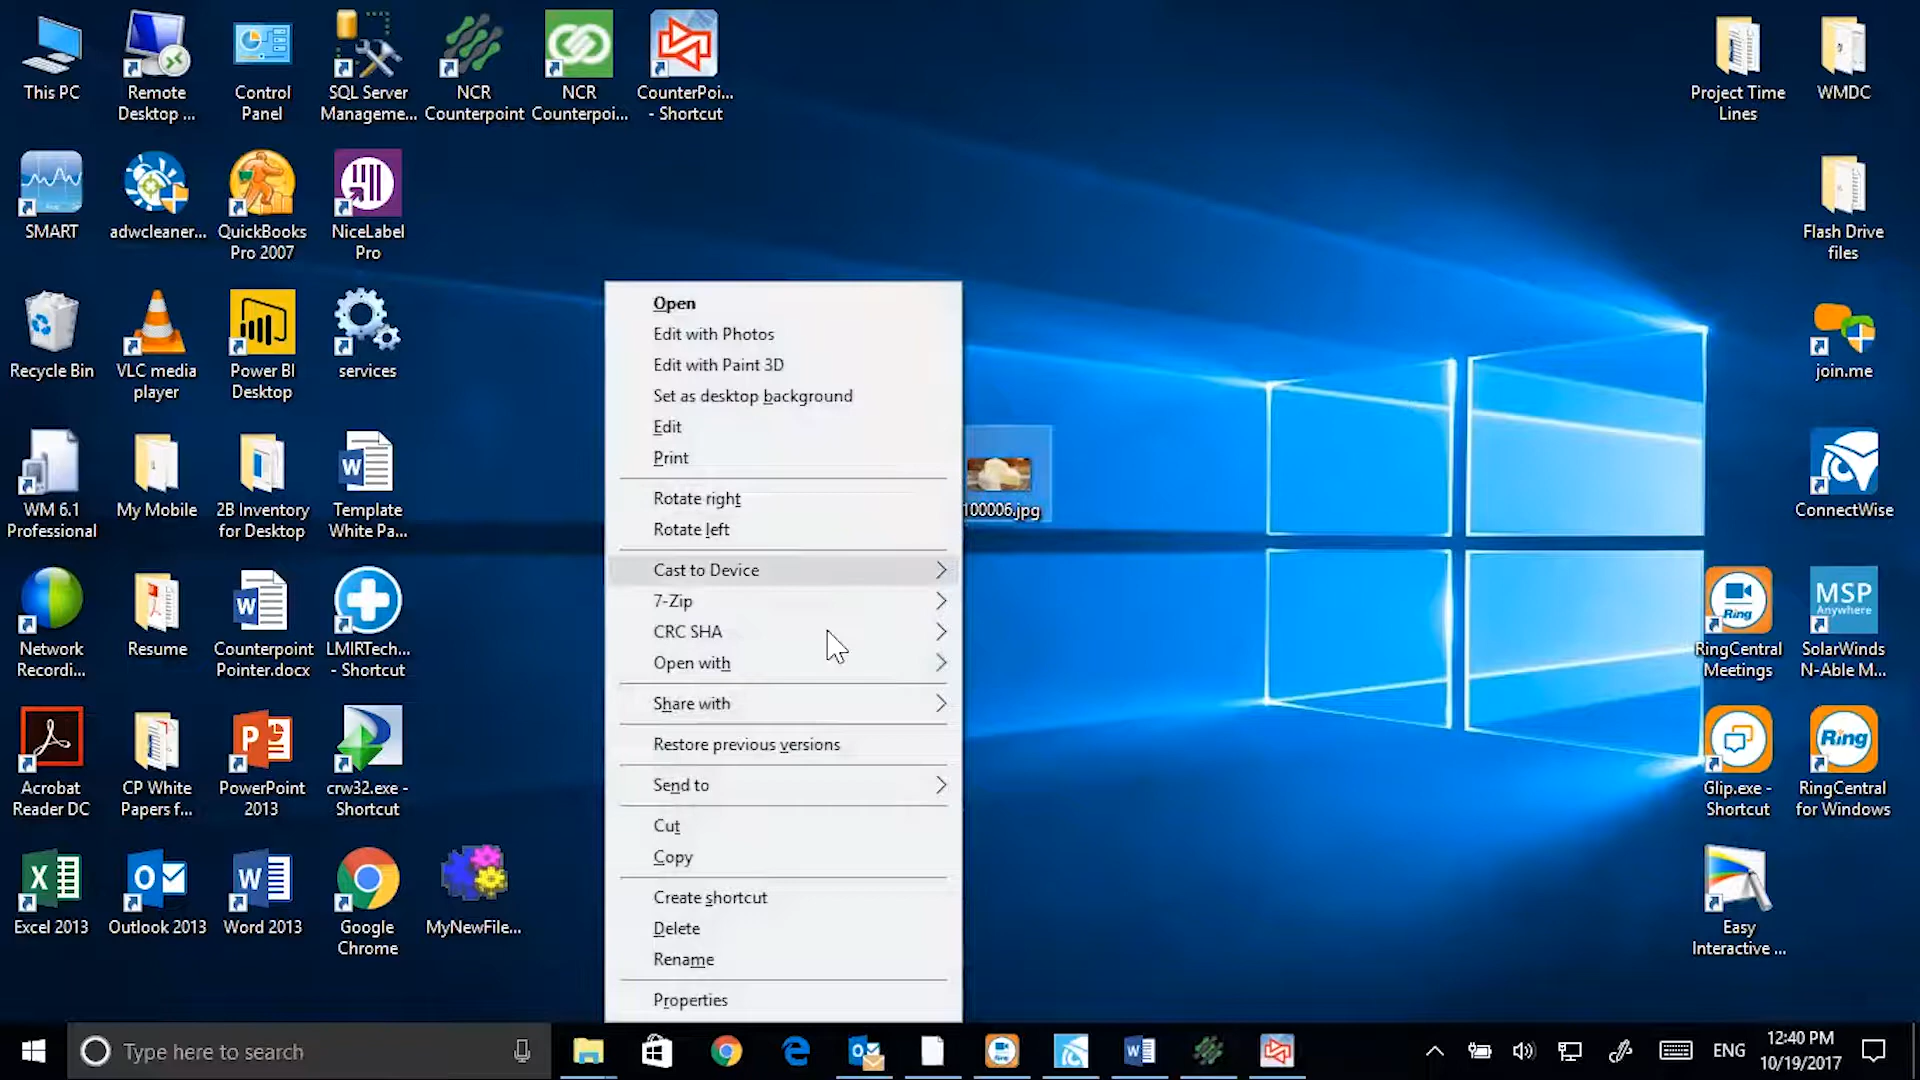 This PC
Remote
Desktop ...
Control
Panel
SQL Server
Manageme...
NCR
Counterpoint
NCR
Counterpoi...
CounterPoi...
- Shortcut
Project Time
Lines
WMDC
SMART
adwcleaner...
QuickBooks
Pro 2007
NiceLabel
Pro
Flash Drive
files
Recycle Bin
VLC media
player
Power BI
Desktop
services
join.me
WM 6.1
Professional
My Mobile
2B Inventory
for Desktop
Template
White Pa...
100006.jpg
ConnectWise
Network
Recordi...
Resume
Counterpoint
Pointer.docx
LMIRTech...
- Shortcut
Ring
RingCentral
Meetings
MSP
Anywhere
SolarWinds
N-Able M...
Acrobat
Reader DC
CP White
Papers f...
PowerPoint
2013
crw32.exe -
Shortcut
Glip.exe -
Shortcut
Ring
RingCentral
for Windows
Excel 2013
Outlook 2013
Word 2013
Google
Chrome
MyNewFile...
Easy
Interactive ...
Open
Edit with Photos
Edit with Paint 3D
Set as desktop background
Edit
Print
Rotate right
Rotate left
Cast to Device
7-Zip
CRC SHA
Open with
Share with
Restore previous versions
Send to
Cut
Copy
Create shortcut
Delete
Rename
Properties
Type here to search
ENG
12:40 PM
10/19/2017